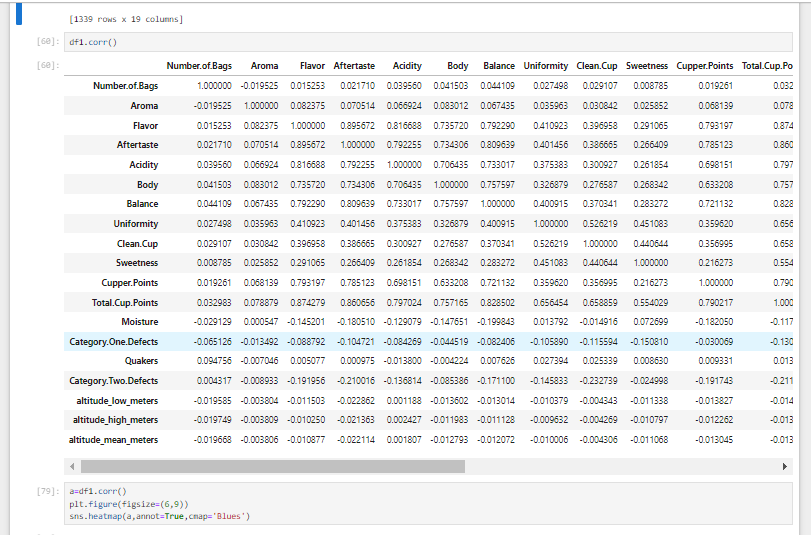 [1339 rows x 19 columns]
[60]: df1.corr()
[60]: Number.of.Bags Aroma Flavor Aftertaste Acidity Body Balance Uniformity Clean.Cup Sweetness Cupper.Points Total.Cup.Po
Number.of.Bags 1.000000 -0.019525 0.015253 0.021710 0.039560 0.041503 0.044109 0.027498 0.029107 0.008785 0.019261 0.032
Aroma -0.019525 1.000000 0.082375 0.070514 0.066924 0.083012 0.067435 0.035963 0.030842 0.025852 0.068139 0.078
Flavor 0.015253 0.082375 1.000000 0.895672 0.816688 0.735720 0.792290 0.410923 0.396958 0.291065 0.793197 0.874
Aftertaste 0.021710 0.070514 0.895672 1.000000 0.792255 0.734306 0.809639 0.401456 0.386665 0.266409 0.785123 0.860
Acidity 0.039560 0.066924 0.816688 0.792255 1.000000 0.706435 0.733017 0.375383 0.300927 0.261854 0.698151 0.797
Body 0.041503 0.083012 0.735720 0.734306 0.706435 1.000000 0.757597 0.326879 0.276587 0.268342 0.633208 0.757
Balance 0.044109 0.067435 0.792290 0.809639 0.733017 0.757597 1.000000 0.400915 0.370341 0.283272 0.721132 0.828
Uniformity 0.027498 0.035963 0.410923 0.401456 0.375383 0.326879 0.400915 1.000000 0.526219 0.451083 0.359620 0.656
Clean.Cup 0.029107 0.030842 0.396958 0.386665 0.300927 0.276587 0.370341 0.526219 1.000000 0.440644 0.356995 0.658
Sweetness 0.008785 0.025852 0.291065 0.266409 0.261854 0.268342 0.283272 0.451083 0.440644 1.000000 0.216273 0.554
Cupper.Points 0.019261 0.068139 0.793197 0.785123 0.698151 0.633208 0.721132 0.359620 0.356995 0.216273 1.000000 0.790
Total.Cup.Points 0.032983 0.078879 0.874279 0.860656 0.797024 0.757165 0.828502 0.656454 0.658859 0.554029 0.790217 1.000
Moisture -0.029129 0.000547 -0.145201 -0.180510 -0.129079 -0.147651 -0.199843 0.013792 -0.014916 0.072699 -0.182050 -0.117
Category.One.Defects -0.065126 -0.013492 -0.088792 -0.104721 -0.084269 -0.044519 -0.082406 -0.105890 -0.115594 -0.150810 -0.030069 -0.130
Quakers 0.094756 -0.007046 0.005077 0.000975 -0.013800 -0.004224 0.007626 0.027394 0.025339 0.008630 0.009331 0.013
Category.Two.Defects 0.004317 -0.008933 -0.191956 -0.210016 -0.136814 -0.085386 -0.171100 -0.145833 -0.232739 -0.024998 -0.191743 -0.211
altitude_low_meters -0.019585 -0.003804 -0.011503 -0.022862 0.001188 -0.013602 -0.013014 -0.010379 -0.004343 -0.011338 -0.013827 -0.014
altitude_high_meters -0.019749 -0.003809 -0.010250 -0.021363 0.002427 -0.011983 -0.011128 -0.009632 -0.004269 -0.010797 -0.012262 -0.013
altitude_mean_meters -0.019668 -0.003806 -0.010877 -0.022114 0.001807 -0.012793 -0.012072 -0.010006 -0.004306 -0.011068 -0.013045 -0.013
[79]: a=df1.corr()
plt.figure(figsize=(6,9))
sns.heatmap(a,annot=True,cmap='Blues')